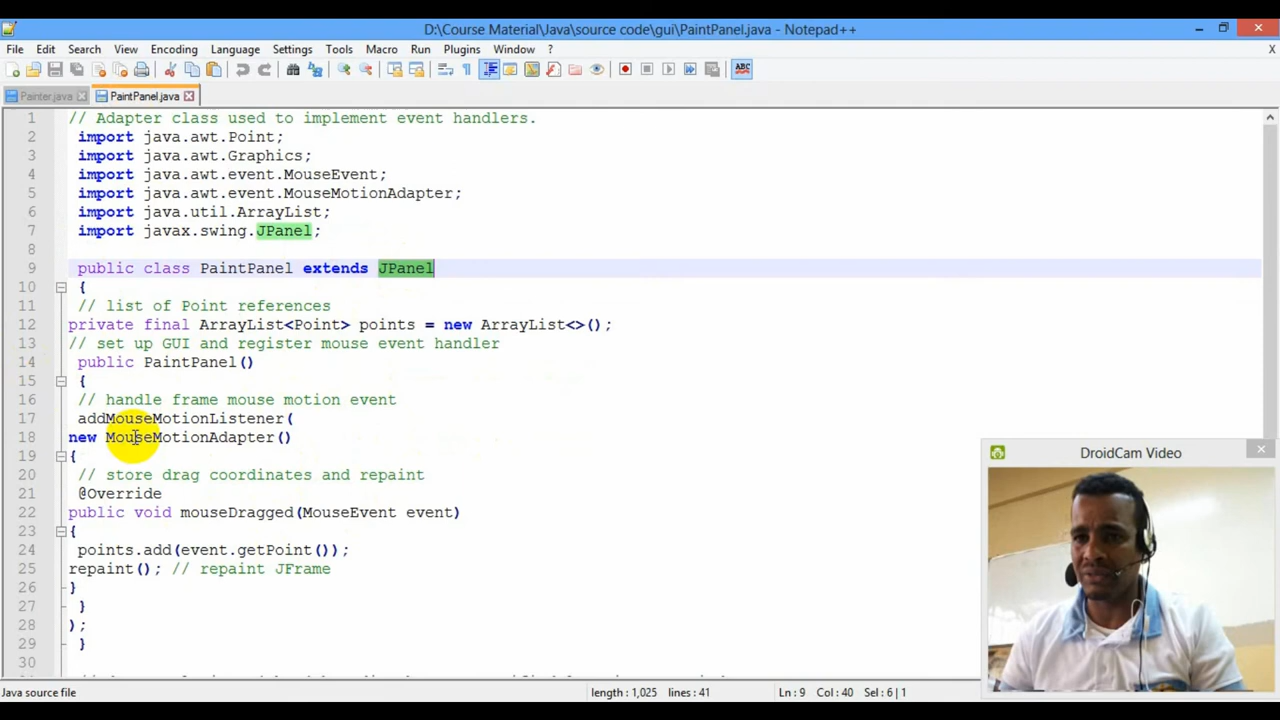 D:\Course Material\Java\source code\gui\PaintPanel.java - Notepad++
File Edit Search View Encoding Language Settings Tools Macro Run Plugins Window ? X
ABC
Painter.java PaintPanel.java
1 // Adapter class used to implement event handlers.
2 import java.awt.Point;
3 import java.awt.Graphics;
4 import java.awt.event.MouseEvent;
5 import java.awt.event.MouseMotionAdapter;
6 import java.util.ArrayList;
7 import javax.swing.JPanel;
8
9 public class PaintPanel extends JPanel
10 {
11 // list of Point references
12 private final ArrayList<Point> points = new ArrayList<>();
13 // set up GUI and register mouse event handler
14 public PaintPanel()
15 {
16 // handle frame mouse motion event
17 addMouseMotionListener(
18 new MouseMotionAdapter()
19 {
20 // store drag coordinates and repaint
21 @Override
22 public void mouseDragged(MouseEvent event)
23 {
24 points.add(event.getPoint());
25 repaint(); // repaint JFrame
26 }
27 }
28 );
29 }
30
DroidCam Video
Java source file length : 1,025 lines : 41 Ln : 9 Col : 40 Sel : 6 | 1